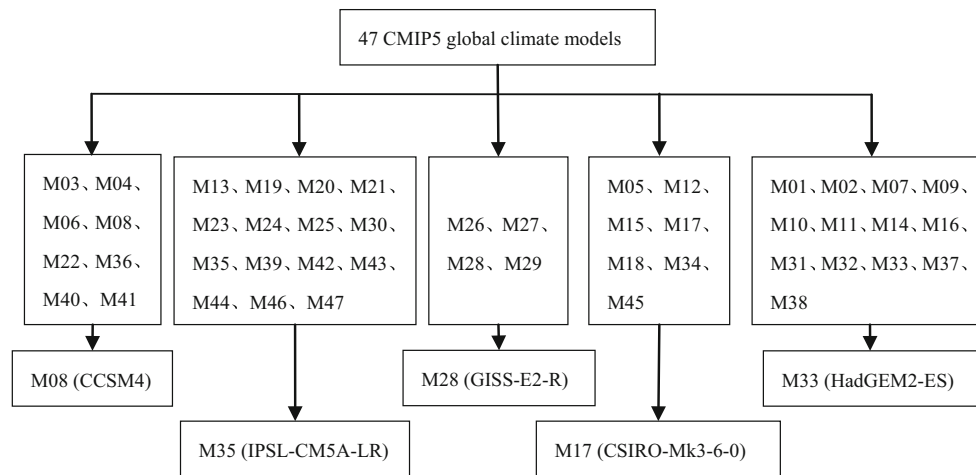 47 CMIP5 global climate models
M03、M04、
M06、M08、
M22、M36、
M40、M41
M13、M19、M20、M21、
M23、M24、M25、M30、
M35、M39、M42、M43、
M44、M46、M47
M26、M27、
M28、M29
M05、M12、
M15、M17、
M18、M34、
M45
M01、M02、M07、M09、
M10、M11、M14、M16、
M31、M32、M33、M37、
M38
M08 (CCSM4)
M35 (IPSL-CM5A-LR)
M28 (GISS-E2-R)
M17 (CSIRO-Mk3-6-0)
M33 (HadGEM2-ES)